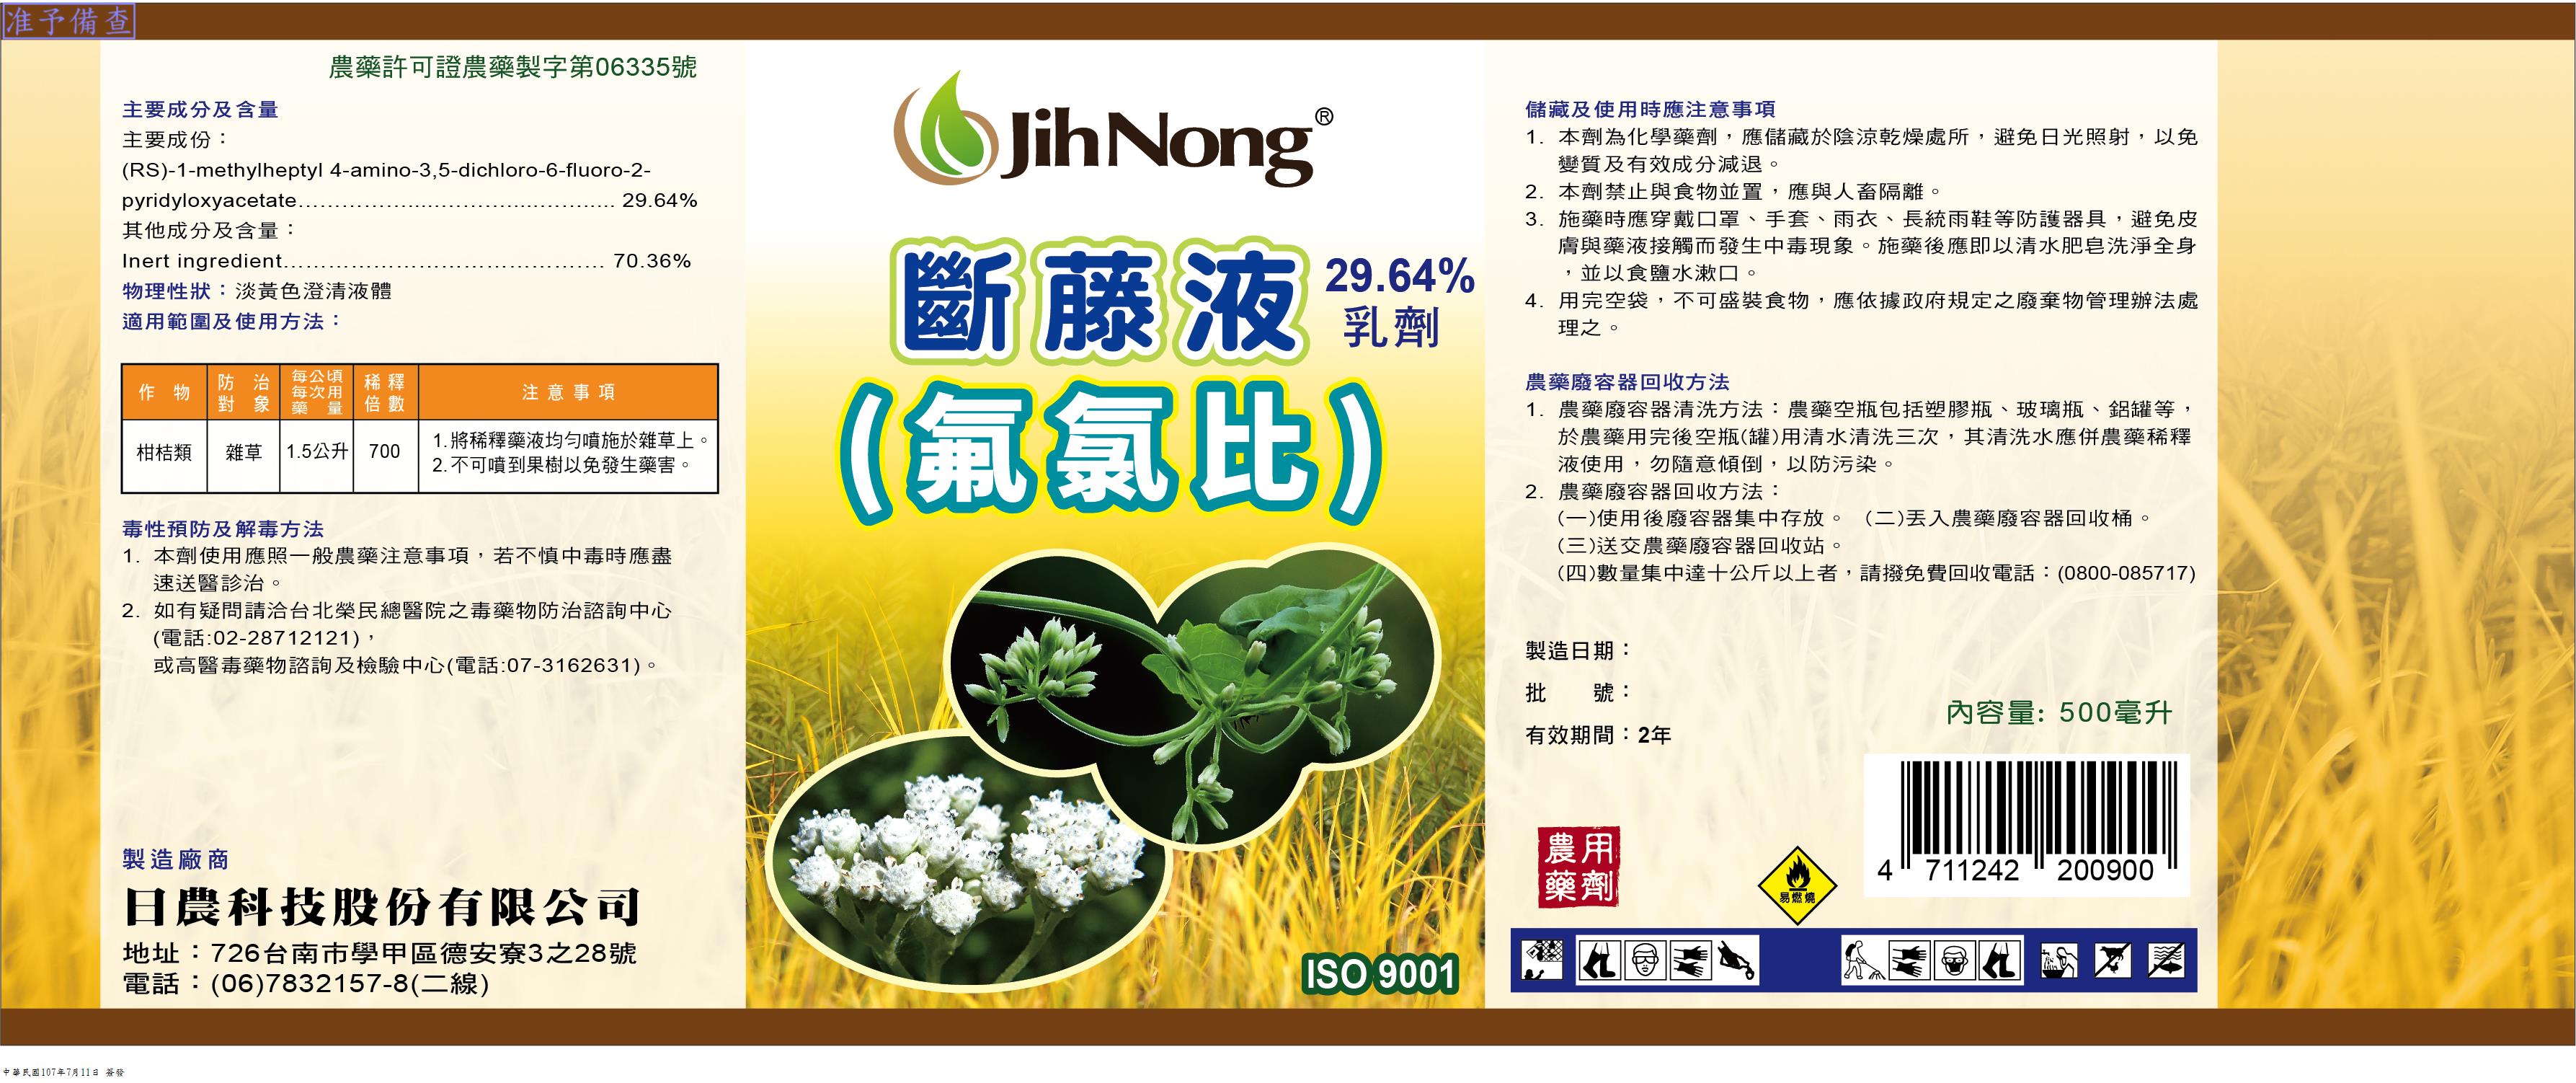 准予備查
農藥許可證農藥製字第06335號
主要成分及含量
主要成份：
(RS)-1-methylheptyl 4-amino-3,5-dichloro-6-fluoro-2-
pyridyloxyacetate……………....…………...………... 29.64%
其他成分及含量：
Inert ingredient…………………………………… 70.36%
物理性狀：淡黃色澄清液體
適用範圍及使用方法：
作物 防治對象 每公頃每次用藥量 稀釋倍數 注意事項
柑桔類 雜草 1.5公升 700 1.將稀釋藥液均勻噴施於雜草上。
2.不可噴到果樹以免發生藥害。
毒性預防及解毒方法
1. 本劑使用應照一般農藥注意事項，若不慎中毒時應盡
速送醫診治。
2. 如有疑問請洽台北榮民總醫院之毒藥物防治諮詢中心
(電話:02-28712121)，
或高醫毒藥物諮詢及檢驗中心(電話:07-3162631)。
製造廠商
日農科技股份有限公司
地址：726台南市學甲區德安寮3之28號
電話：(06)7832157-8(二線)
JihNong®
斷藤液
29.64%
乳劑
(氟氯比)
ISO 9001
儲藏及使用時應注意事項
1. 本劑為化學藥劑，應儲藏於陰涼乾燥處所，避免日光照射，以免
變質及有效成分減退。
2. 本劑禁止與食物並置，應與人畜隔離。
3. 施藥時應穿戴口罩、手套、雨衣、長統雨鞋等防護器具，避免皮
膚與藥液接觸而發生中毒現象。施藥後應即以清水肥皂洗淨全身
，並以食鹽水漱口。
4. 用完空袋，不可盛裝食物，應依據政府規定之廢棄物管理辦法處
理之。
農藥廢容器回收方法
1. 農藥廢容器清洗方法：農藥空瓶包括塑膠瓶、玻璃瓶、鋁罐等，
於農藥用完後空瓶(罐)用清水清洗三次，其清洗水應併農藥稀釋
液使用，勿隨意傾倒，以防污染。
2. 農藥廢容器回收方法：
(一)使用後廢容器集中存放。 (二)丟入農藥廢容器回收桶。
(三)送交農藥廢容器回收站。
(四)數量集中達十公斤以上者，請撥免費回收電話：(0800-085717)
製造日期：
批　　號：
有效期間：2年
內容量: 500毫升
農用
藥劑
易燃燒
4 711242 200900
中華民國107年7月11日 簽發